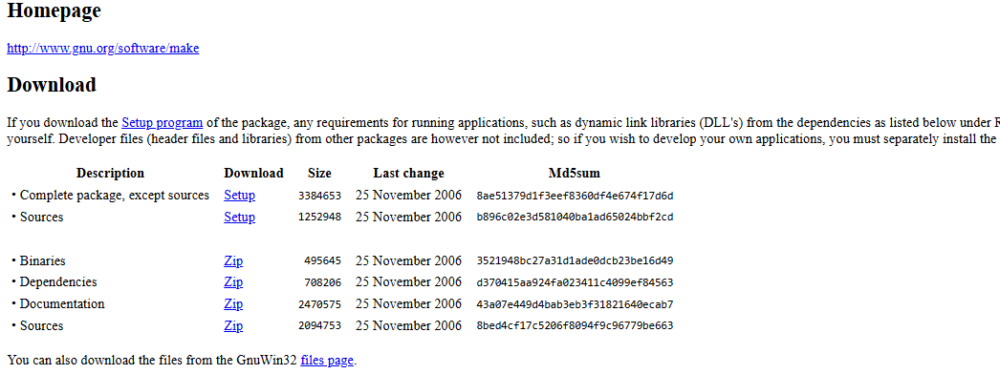 Homepage
http://www.gnu.org/software/make
Download
If you download the Setup program of the package, any requirements for running applications, such as dynamic link libraries (DLL's) from the dependencies as listed below under
yourself. Developer files (header files and libraries) from other packages are however not included; so if you wish to develop your own applications, you must separately install the
Description Download Size Last change Md5sum
• Complete package, except sources Setup 3384653 25 November 2006 8ae51379d1f3eef8360df4e674f17d6d
• Sources Setup 1252948 25 November 2006 b896c02e3d581040ba1ad65024bbf2cd
• Binaries Zip 495645 25 November 2006 3521948bc27a31d1ade0dcb23be16d49
• Dependencies Zip 708206 25 November 2006 d370415aa924fa023411c4099ef84563
• Documentation Zip 2470575 25 November 2006 43a07e449d4bab3eb3f31821640ecab7
• Sources Zip 2094753 25 November 2006 8bed4cf17c5206f8094f9c96779be663
You can also download the files from the GnuWin32 files page.